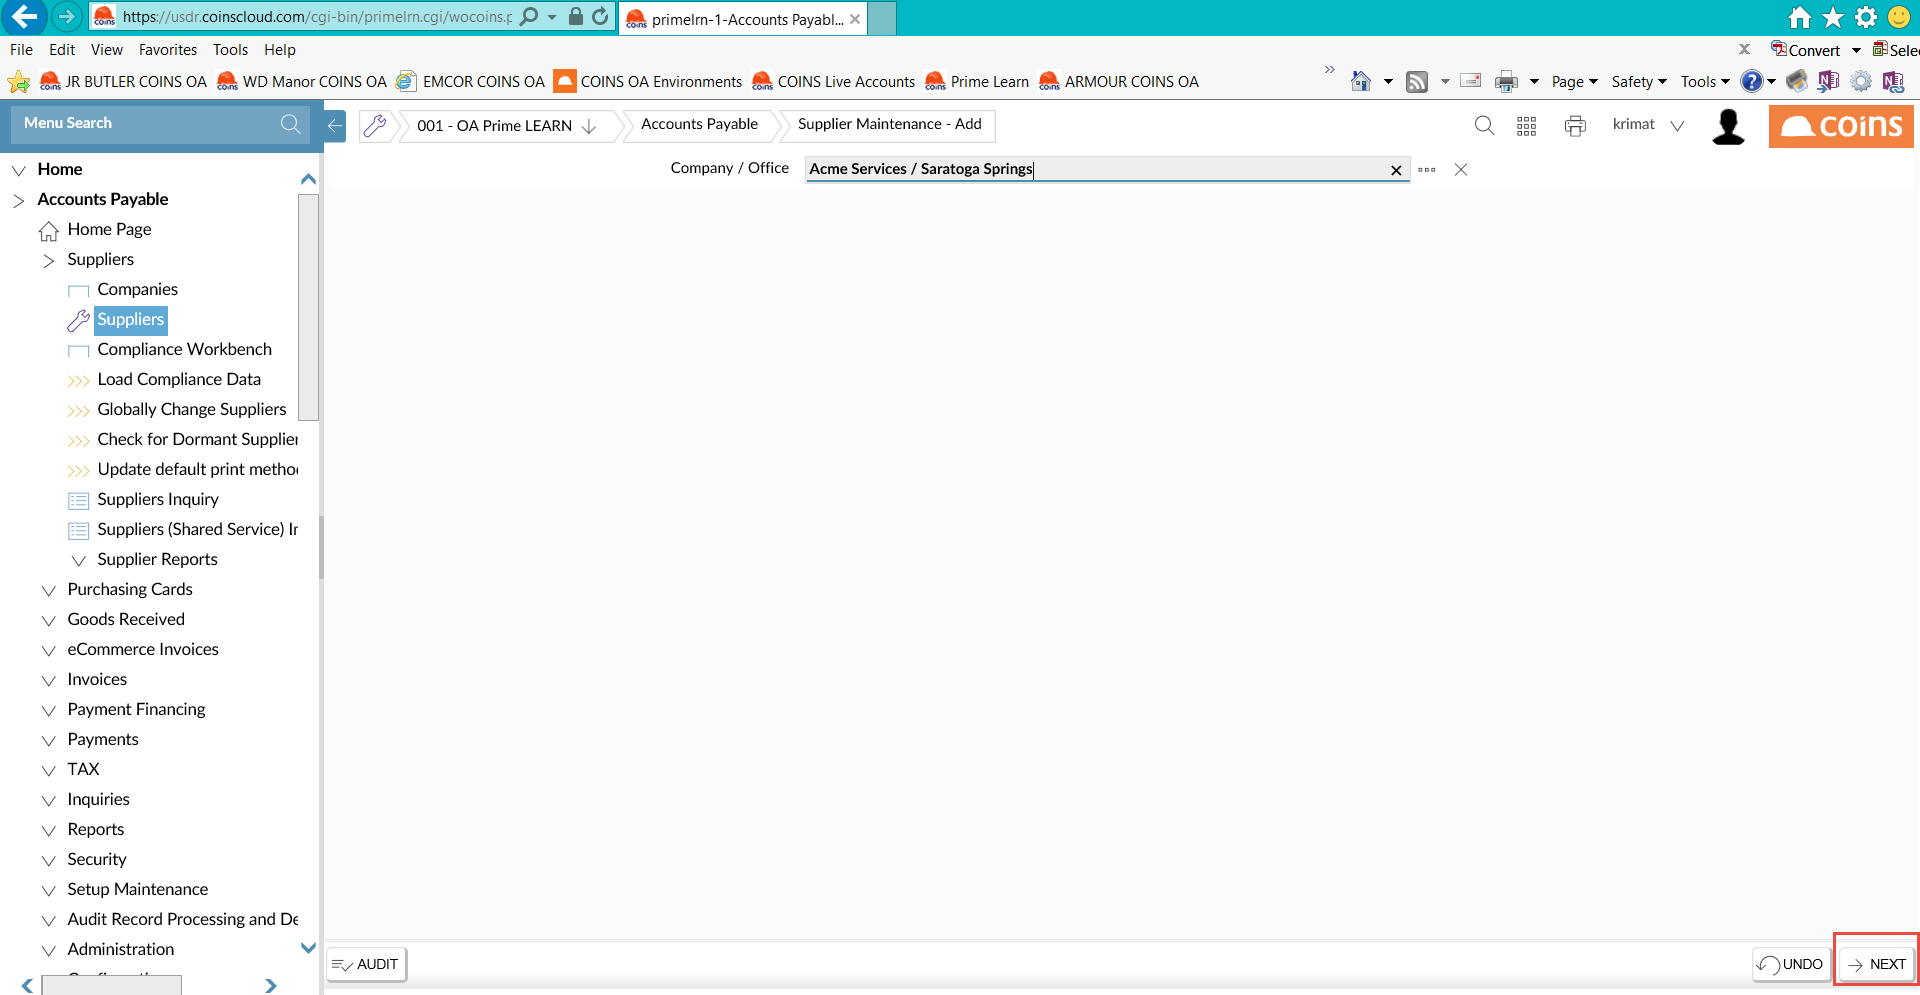 https://usdr.coinscloud.com/cgi-bin/primelrn.cgi/wocoins.p
coins primelrn-1-Accounts Payabl...
File Edit View Favorites Tools Help
x Convert Sele
coins JR BUTLER COINS OA coins WD Manor COINS OA EMCOR COINS OA COINS OA Environments coins COINS Live Accounts coins Prime Learn coins ARMOUR COINS OA » Page Safety Tools
Menu Search
001 - OA Prime LEARN Accounts Payable Supplier Maintenance - Add
krimat
coins
Company / Office Acme Services / Saratoga Springs
Home
Accounts Payable
Home Page
Suppliers
Companies
Suppliers
Compliance Workbench
Load Compliance Data
Globally Change Suppliers
Check for Dormant Supplier
Update default print metho
Suppliers Inquiry
Suppliers (Shared Service) Ir
Supplier Reports
Purchasing Cards
Goods Received
eCommerce Invoices
Invoices
Payment Financing
Payments
TAX
Inquiries
Reports
Security
Setup Maintenance
Audit Record Processing and De
Administration
AUDIT UNDO NEXT